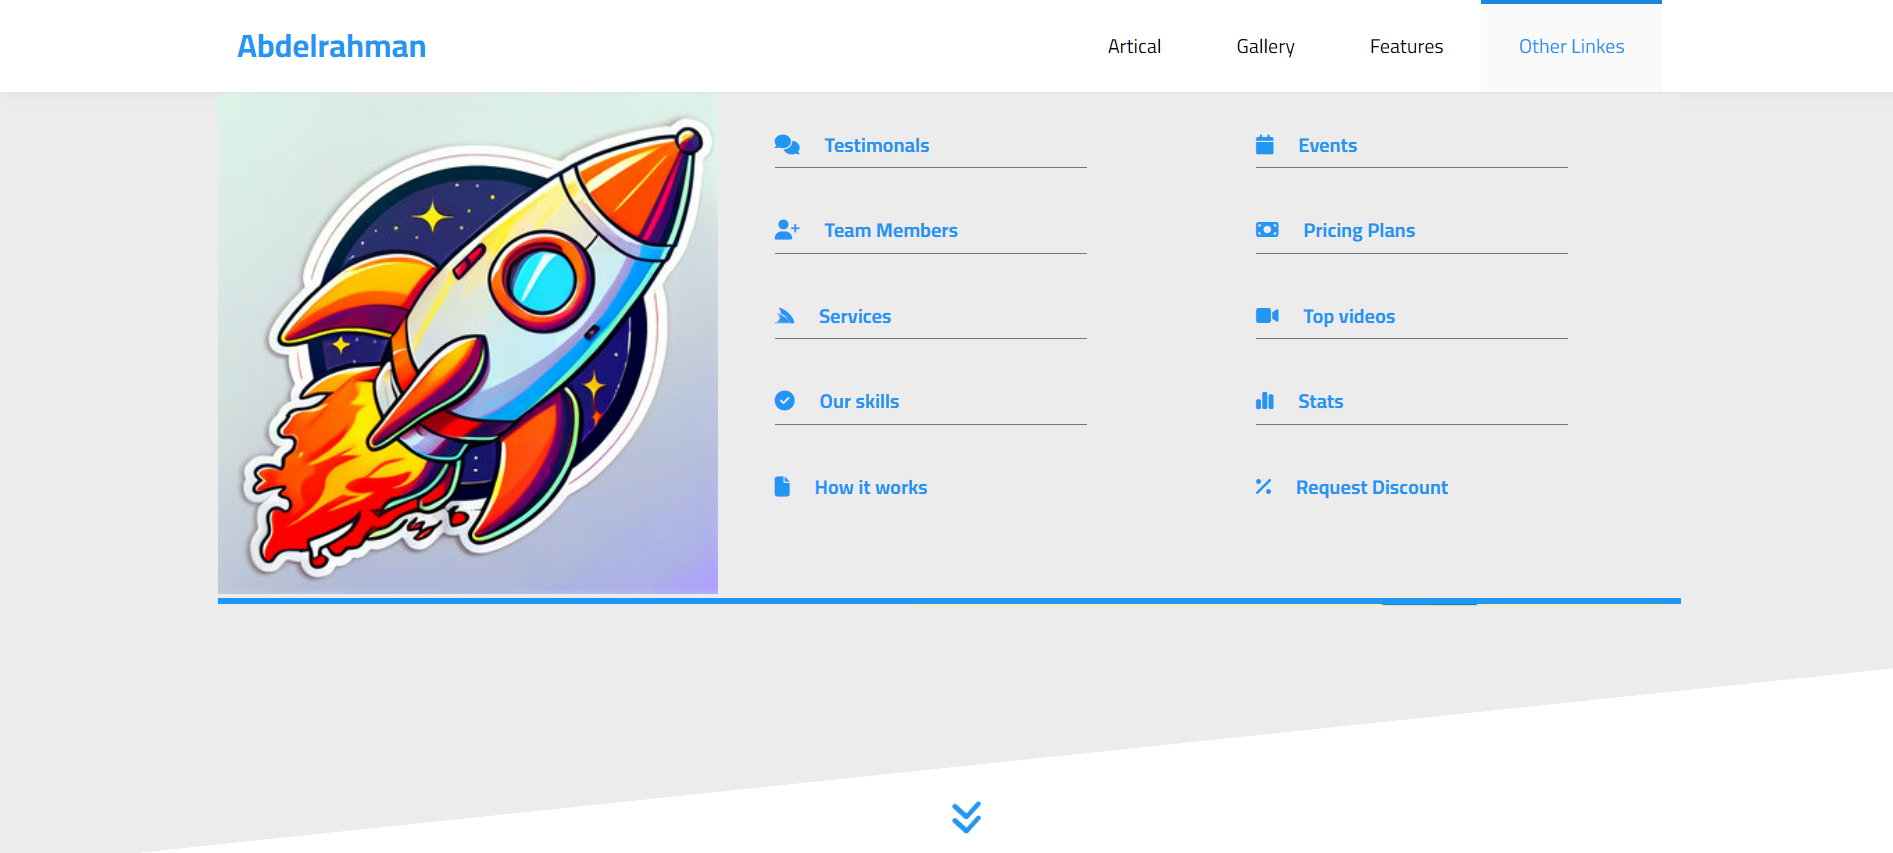 Abdelrahman
Artical
Gallery
Features
Other Linkes
Testimonals
Team Members
Services
Our skills
How it works
Events
Pricing Plans
Top videos
Stats
Request Discount